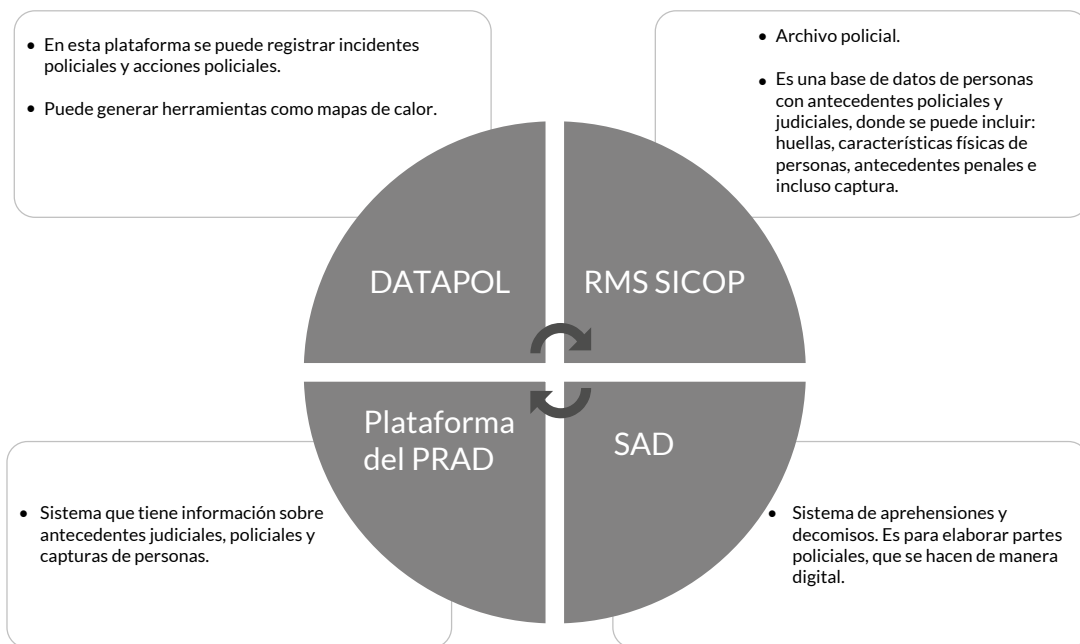 • En esta plataforma se puede registrar incidentes
policiales y acciones policiales.
• Puede generar herramientas como mapas de calor.
• Archivo policial.
• Es una base de datos de personas
con antecedentes policiales y
judiciales, donde se puede incluir:
huellas, características físicas de
personas, antecedentes penales e
incluso captura.
DATAPOL
RMS SICOP
Plataforma
del PRAD
SAD
• Sistema que tiene información sobre
antecedentes judiciales, policiales y
capturas de personas.
• Sistema de aprehensiones y
decomisos. Es para elaborar partes
policiales, que se hacen de manera
digital.